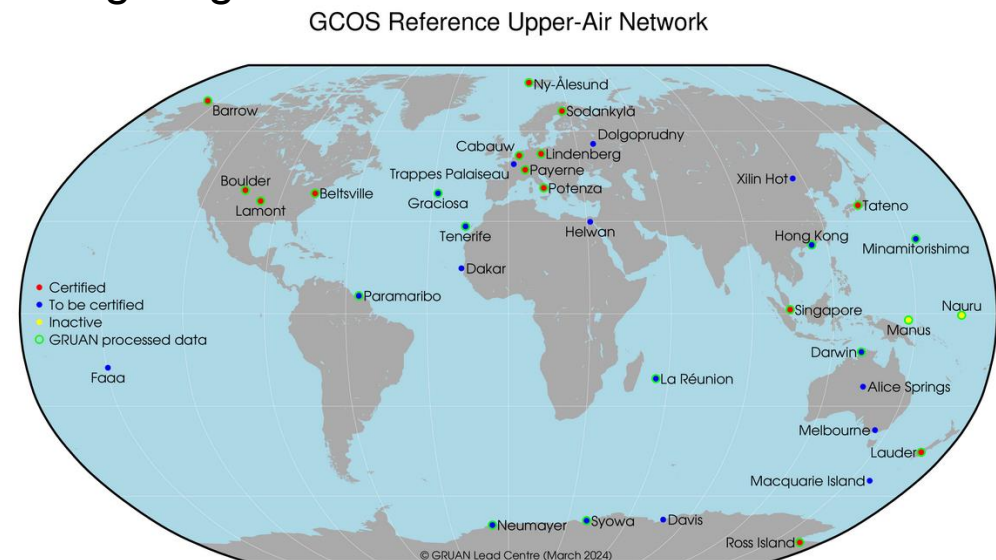 GCOS Reference Upper-Air Network
Ny-Ålesund
Barrow
Sodankylä
Dolgoprudny
Cabauw
Lindenberg
Trappes Palaiseau
Payerne
Xilin Hot
Boulder
Beltsville
Potenza
Lamont
Graciosa
Tateno
Tenerife
Helwan
Hong Kong
Minamitorishima
Dakar
Certified
To be certified
Inactive
GRUAN processed data
Paramaribo
Singapore
Nauru
Manus
Darwin
Faaa
La Réunion
Alice Springs
Melbourne
Lauder
Macquarie Island
Neumayer
Syowa
Davis
Ross Island
© GRUAN Lead Centre (March 2024)